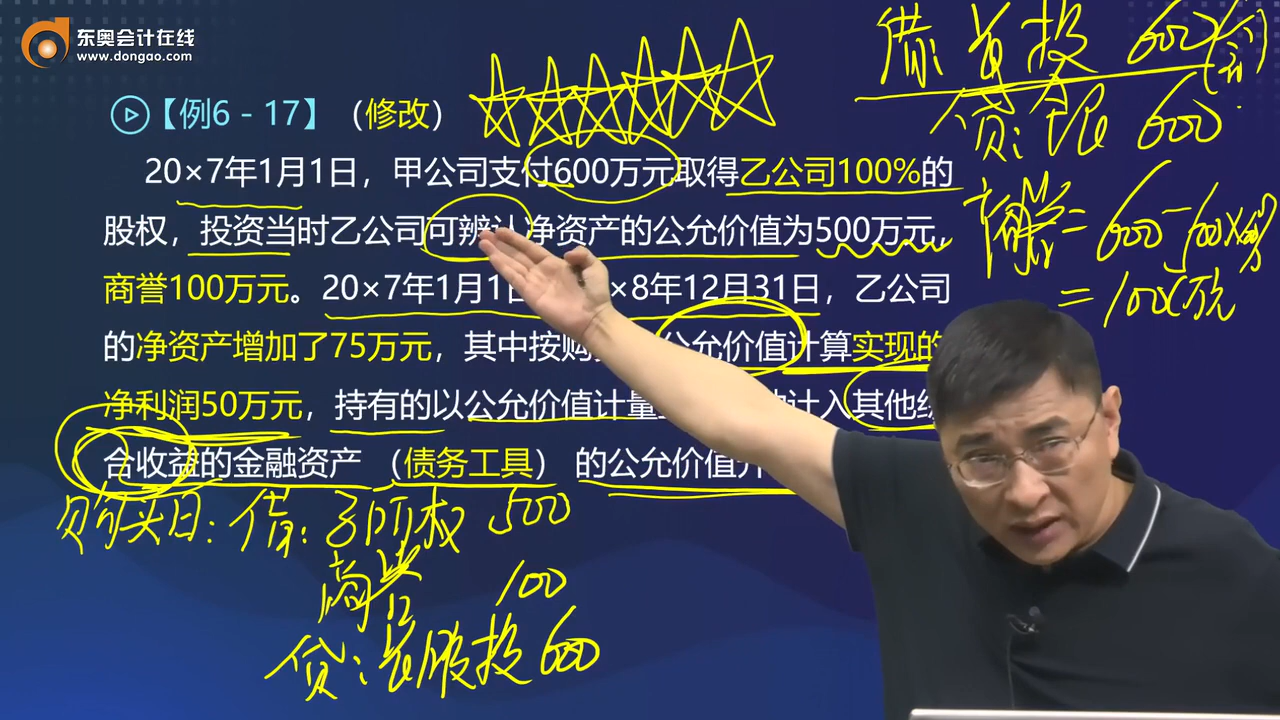 东奥会计在线
www.dongao.com
【例6-17】（修改）
20×7年1月1日，甲公司支付600万元取得乙公司100%的
股权，投资当时乙公司可辨认净资产的公允价值为500万元，
商誉100万元。20×7年1月1日 ×8年12月31日，乙公司
的净资产增加了75万元，其中按购 公允价值计算实现的
净利润50万元，持有的以公允价值计量 计入其他综
合收益的金融资产（债务工具）的公允价值升
借：长投 600（个
贷：银 600
商誉=600-500×100%
=100（万元
购买日：借：子所权 500
商誉 100
贷：长股投 600